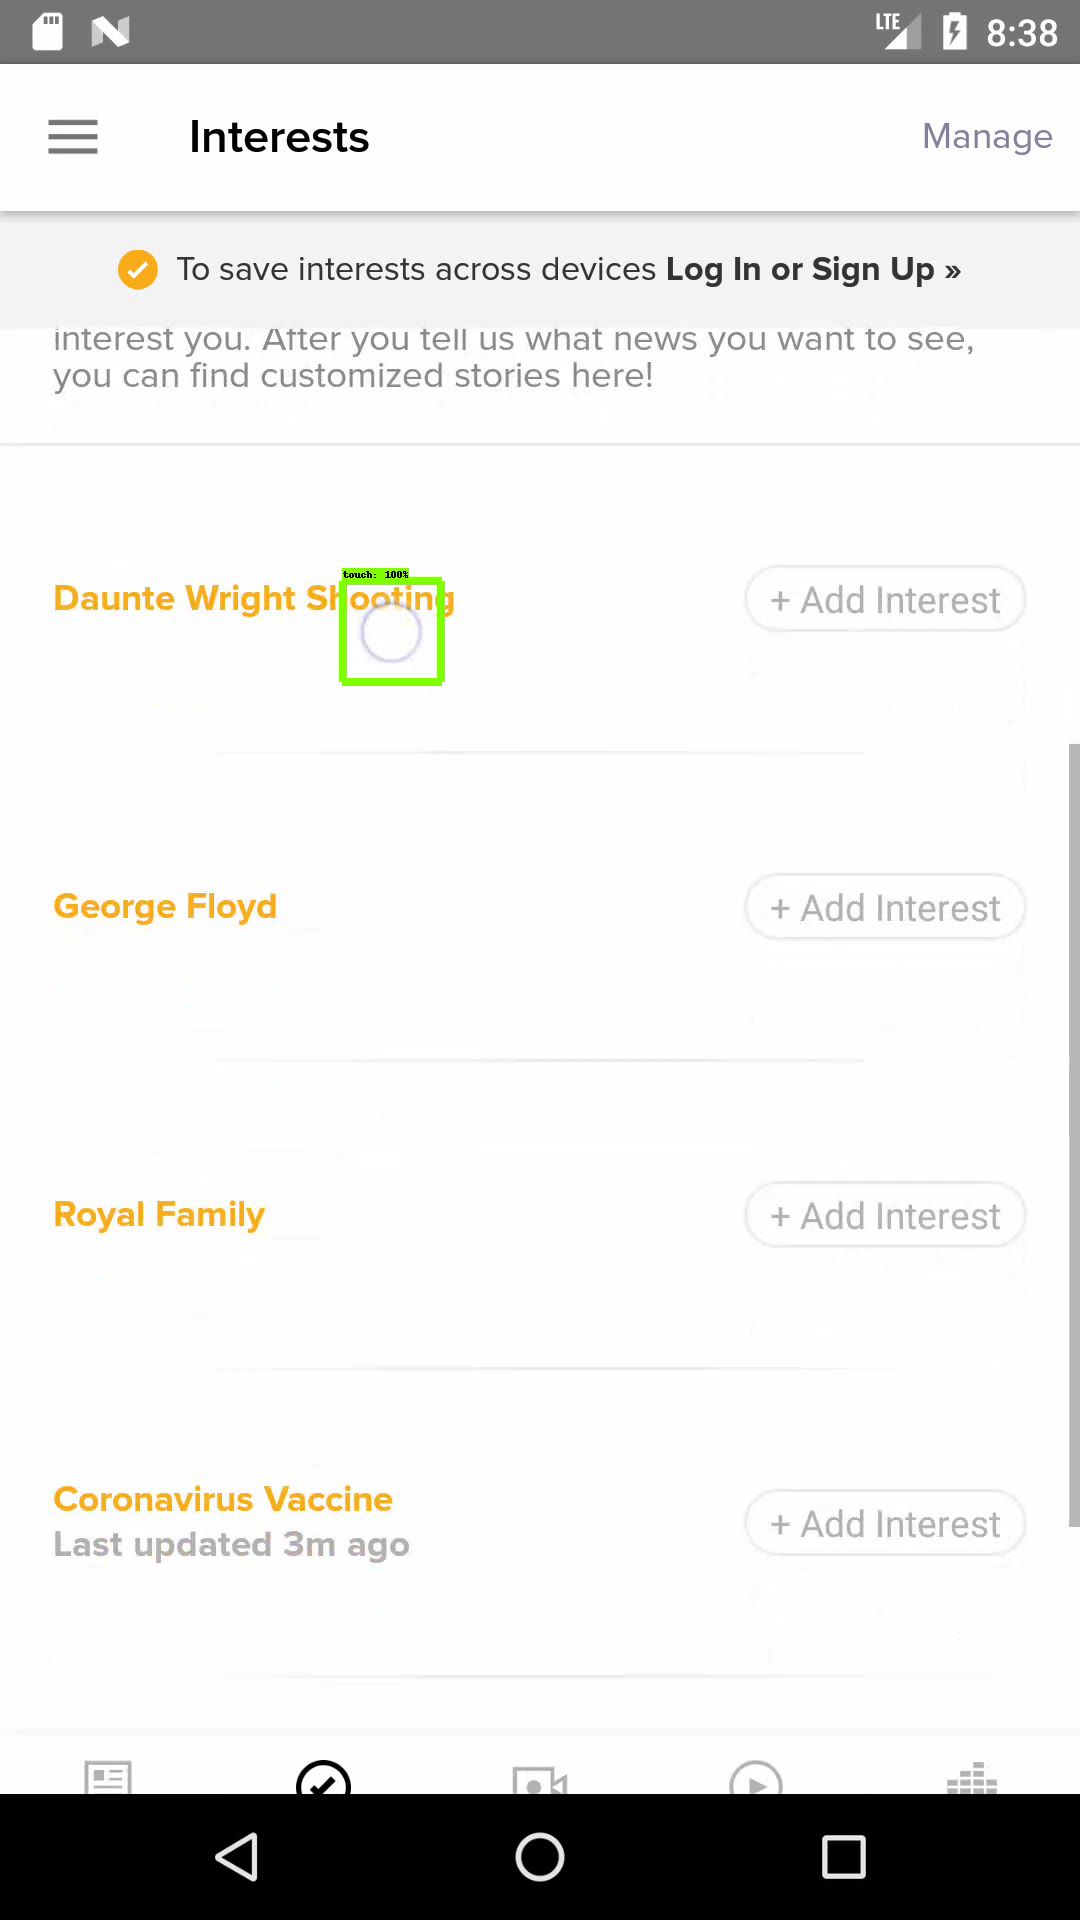 LTE 8:38
Interests
Manage
To save interests across devices Log In or Sign Up »
interest you. After you tell us what news you want to see,
you can find customized stories here!
touch: 100%
Daunte Wright Shooting
+ Add Interest
George Floyd
+ Add Interest
Royal Family
+ Add Interest
Coronavirus Vaccine
Last updated 3m ago
+ Add Interest